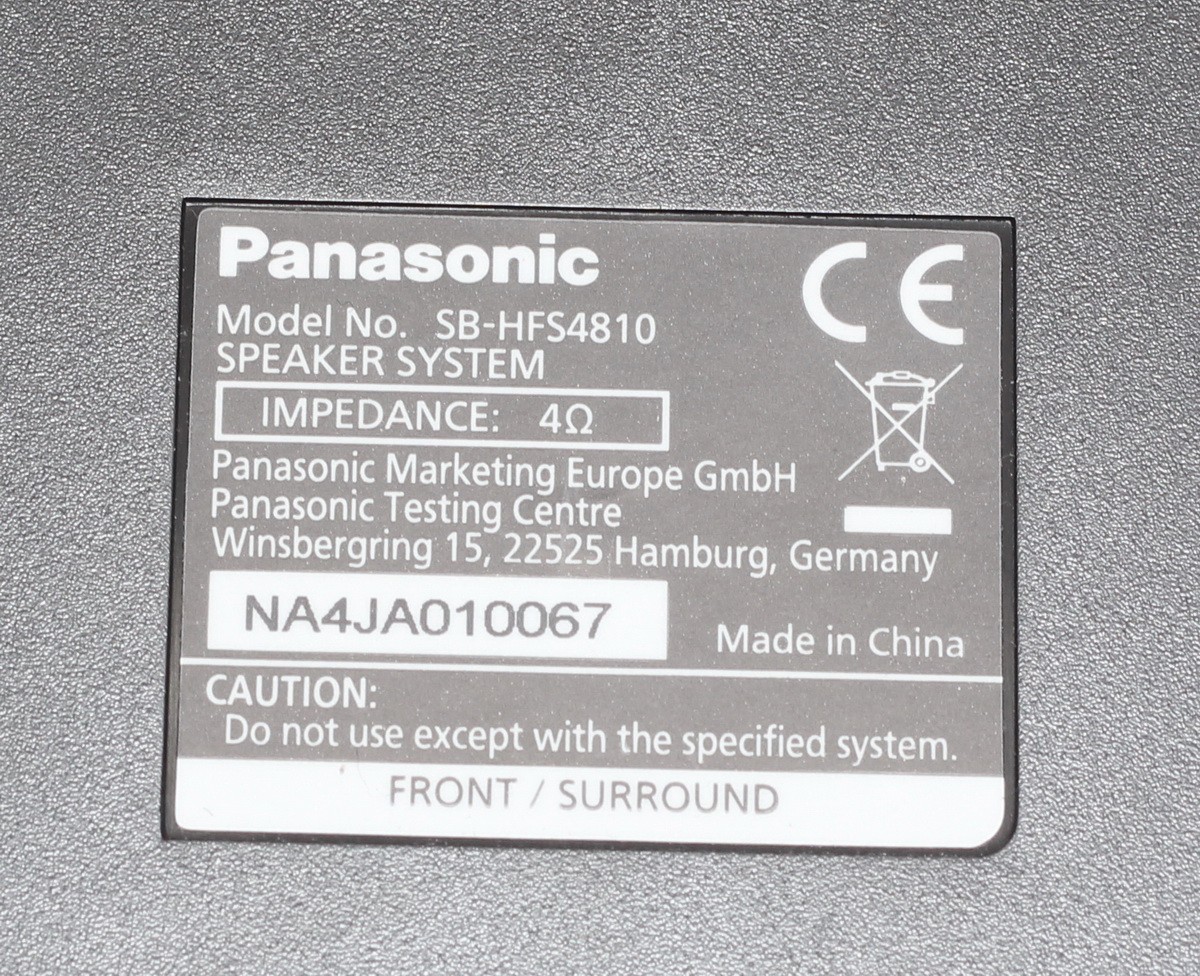 Panasonic
CE
Model No. SB-HFS4810
SPEAKER SYSTEM
IMPEDANCE: 4Ω
Panasonic Marketing Europe GmbH
Panasonic Testing Centre
Winsbergring 15, 22525 Hamburg, Germany
NA4JA010067
Made in China
CAUTION:
Do not use except with the specified system.
FRONT / SURROUND